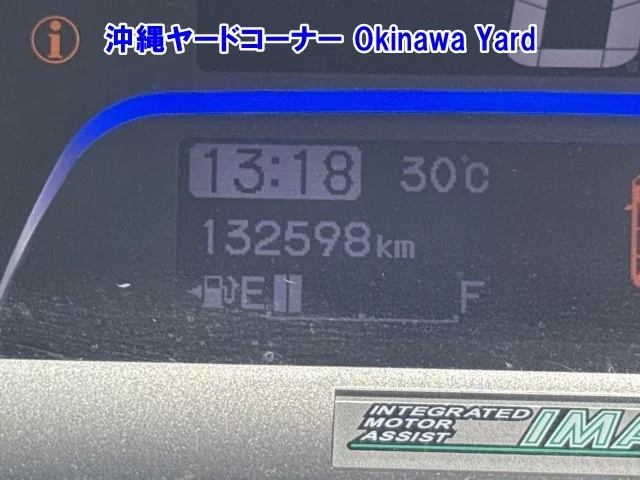 沖縄ヤードコーナー Okinawa Yard
13:18 30°C
132598km
E F
INTEGRATED
MOTOR
ASSIST
IMA